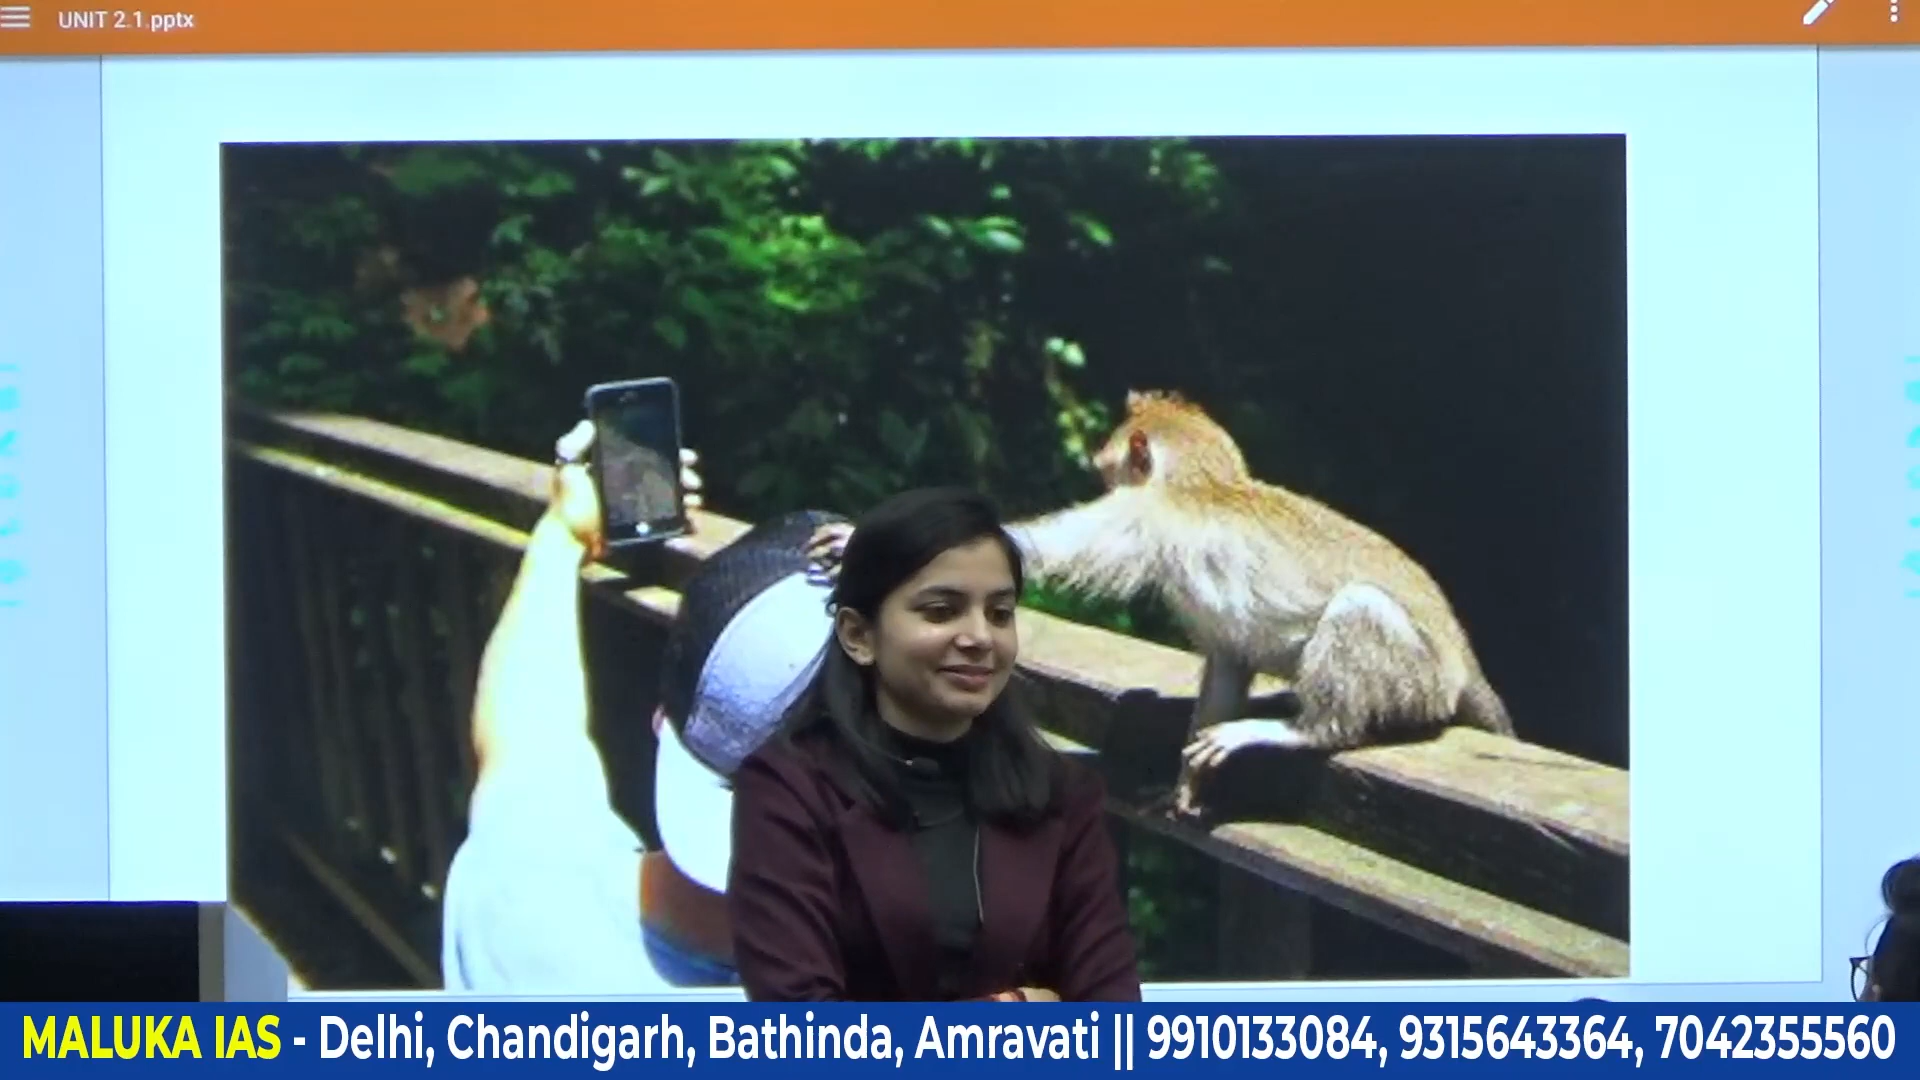 UNIT 2.1.pptx
MALUKA IAS - Delhi, Chandigarh, Bathinda, Amravati || 9910133084, 9315643364, 7042355560